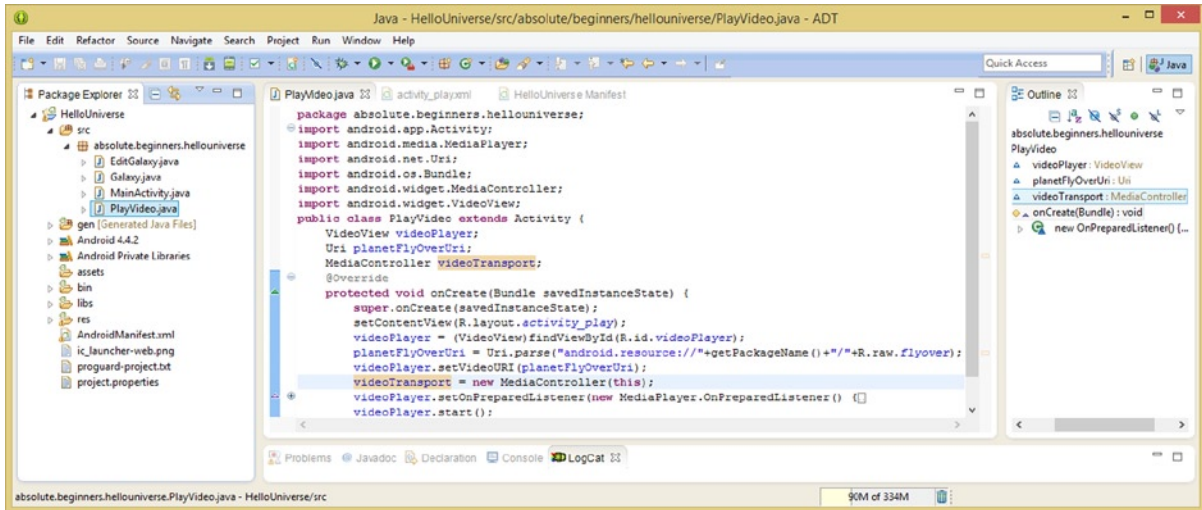 Java - HelloUniverse/src/absolute/beginners/hellouniverse/PlayVideo.java - ADT
File Edit Refactor Source Navigate Search Project Run Window Help
Quick Access
Java
Package Explorer
HelloUniverse
src
absolute.beginners.hellouniverse
EditGalaxy.java
Galaxy.java
MainActivity.java
PlayVideo.java
gen [Generated Java Files]
Android 4.4.2
Android Private Libraries
assets
bin
libs
res
AndroidManifest.xml
ic_launcher-web.png
proguard-project.txt
project.properties
PlayVideo.java activity_play.xml HelloUniverse Manifest
package absolute.beginners.hellouniverse;
import android.app.Activity;
import android.media.MediaPlayer;
import android.net.Uri;
import android.os.Bundle;
import android.widget.MediaController;
import android.widget.VideoView;
public class PlayVideo extends Activity {
VideoView videoPlayer;
Uri planetFlyOverUri;
MediaController videoTransport;
@Override
protected void onCreate(Bundle savedInstanceState) {
super.onCreate(savedInstanceState);
setContentView(R.layout.activity_play);
videoPlayer = (VideoView)findViewById(R.id.videoPlayer);
planetFlyOverUri = Uri.parse("android.resource://"+getPackageName()+"/"+R.raw.flyover);
videoPlayer.setVideoURI(planetFlyOverUri);
videoTransport = new MediaController(this);
videoPlayer.setOnPreparedListener(new MediaPlayer.OnPreparedListener() {
videoPlayer.start();
Outline
absolute.beginners.hellouniverse
PlayVideo
videoPlayer : VideoView
planetFlyOverUri : Uri
videoTransport : MediaController
onCreate(Bundle) : void
new OnPreparedListener() {...
Problems Javadoc Declaration Console LogCat
absolute.beginners.hellouniverse.PlayVideo.java - HelloUniverse/src
90M of 334M